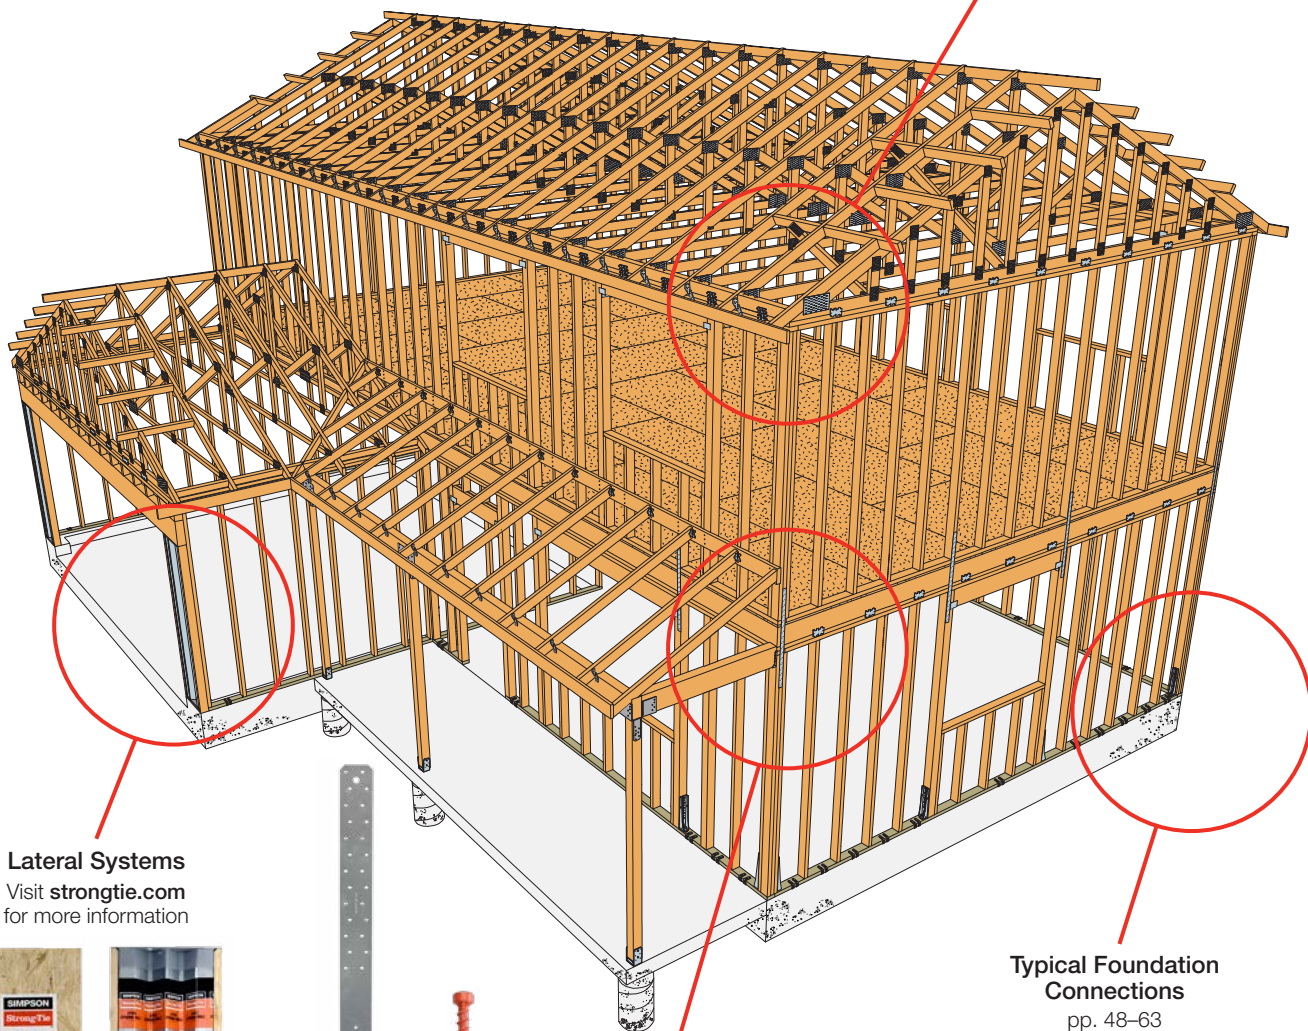 Lateral Systems
Visit strongtie.com
for more information
SIMPSON
Strong-Tie
Typical Foundation
Connections
pp. 48–63